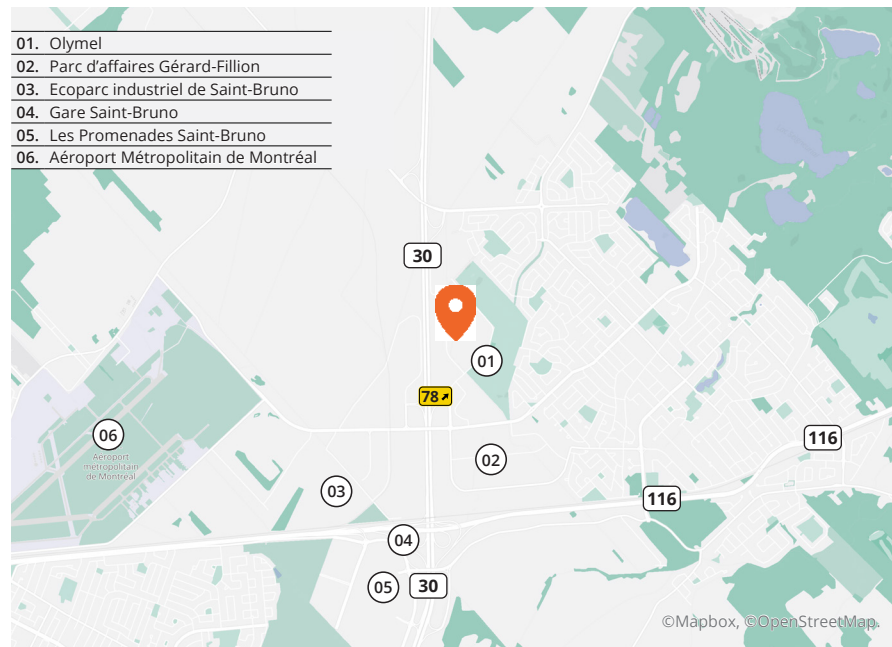 01. Olymel
02. Parc d'affaires Gérard-Fillion
03. Ecoparc industriel de Saint-Bruno
04. Gare Saint-Bruno
05. Les Promenades Saint-Bruno
06. Aéroport Métropolitain de Montréal
30
01
78
06
Aéroport
métropolitain
de Montréal
116
02
03
116
04
05
30
©Mapbox, ©OpenStreetMap.